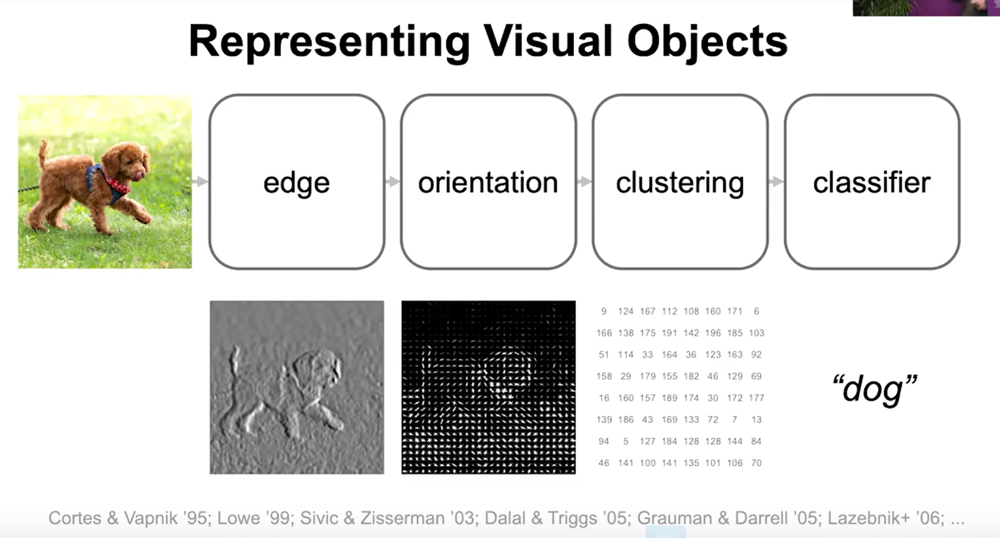 Representing Visual Objects
edge
orientation
clustering
classifier
9 124 167 112 108 160 171 6
166 138 175 191 142 196 185 103
51 114 33 164 36 123 163 92
158 29 179 155 182 46 129 69
16 160 157 189 174 30 172 177
139 186 43 169 133 72 7 13
94 5 127 184 128 128 144 84
46 141 100 141 135 101 106 70
“dog”
Cortes & Vapnik ’95; Lowe ’99; Sivic & Zisserman ’03; Dalal & Triggs ’05; Grauman & Darrell ’05; Lazebnik+ ’06; ...